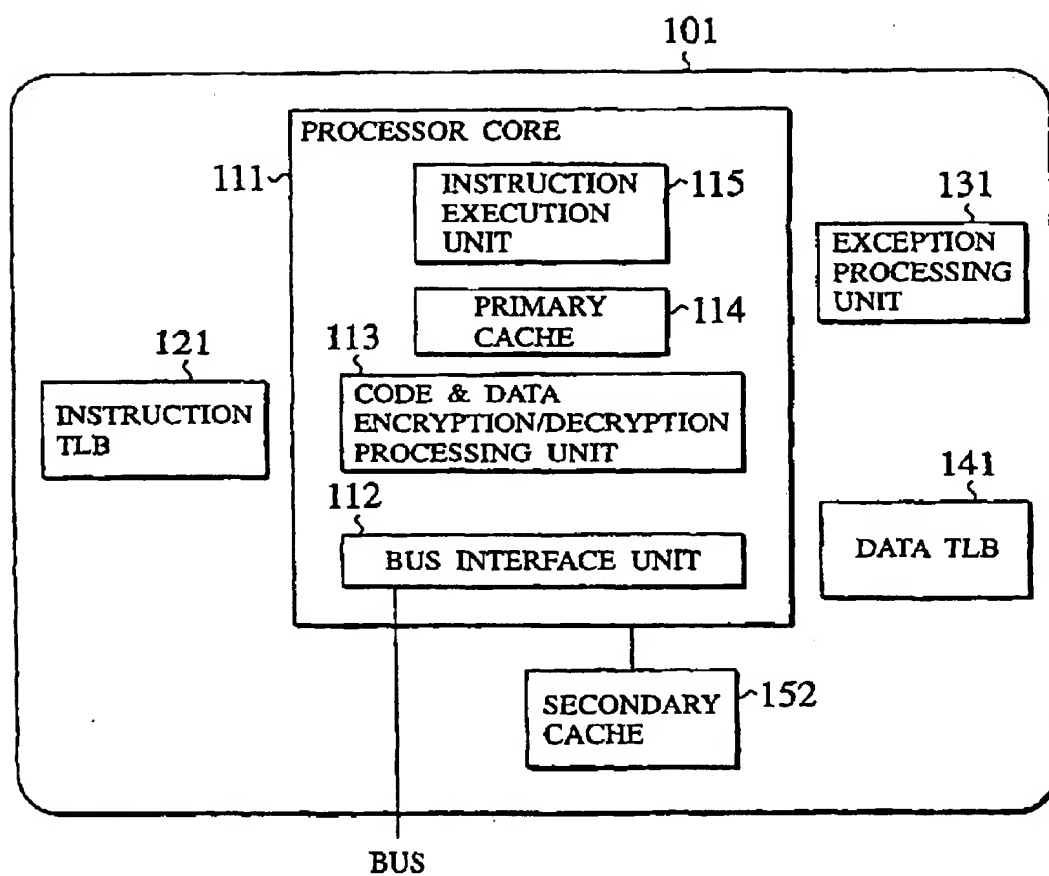 101
PROCESSOR CORE
111
INSTRUCTION
EXECUTION
UNIT
115
131
EXCEPTION
PROCESSING
UNIT
PRIMARY
CACHE
114
121
INSTRUCTION
TLB
113
CODE & DATA
ENCRYPTION/DECRYPTION
PROCESSING UNIT
141
DATA TLB
112
BUS INTERFACE UNIT
SECONDARY
CACHE
152
BUS